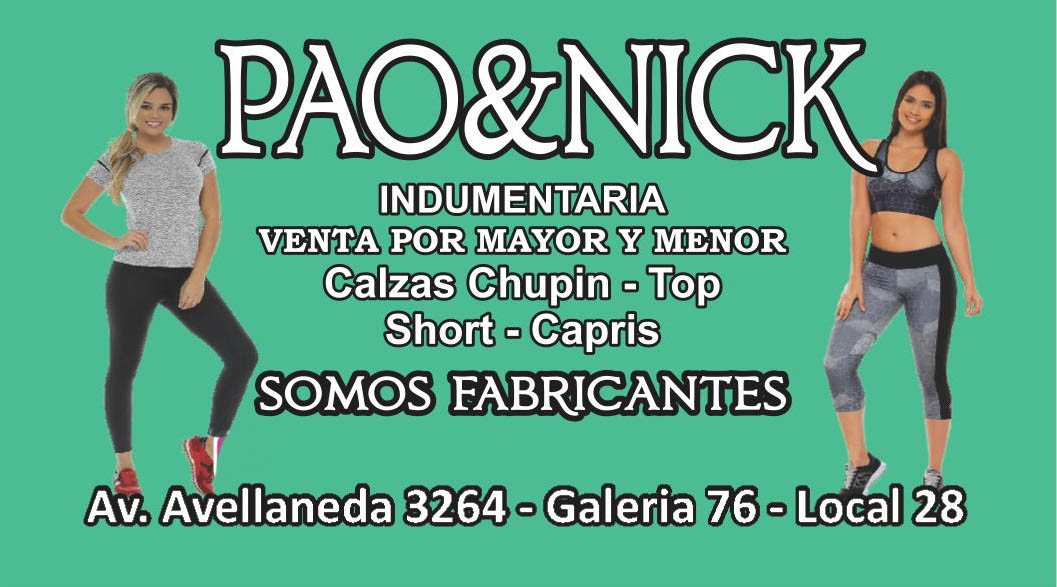 PAO&NICK
INDUMENTARIA
VENTA POR MAYOR Y MENOR
Calzas Chupin - Top
Short - Capris
SOMOS FABRICANTES
Av. Avellaneda 3264 - Galeria 76 - Local 28